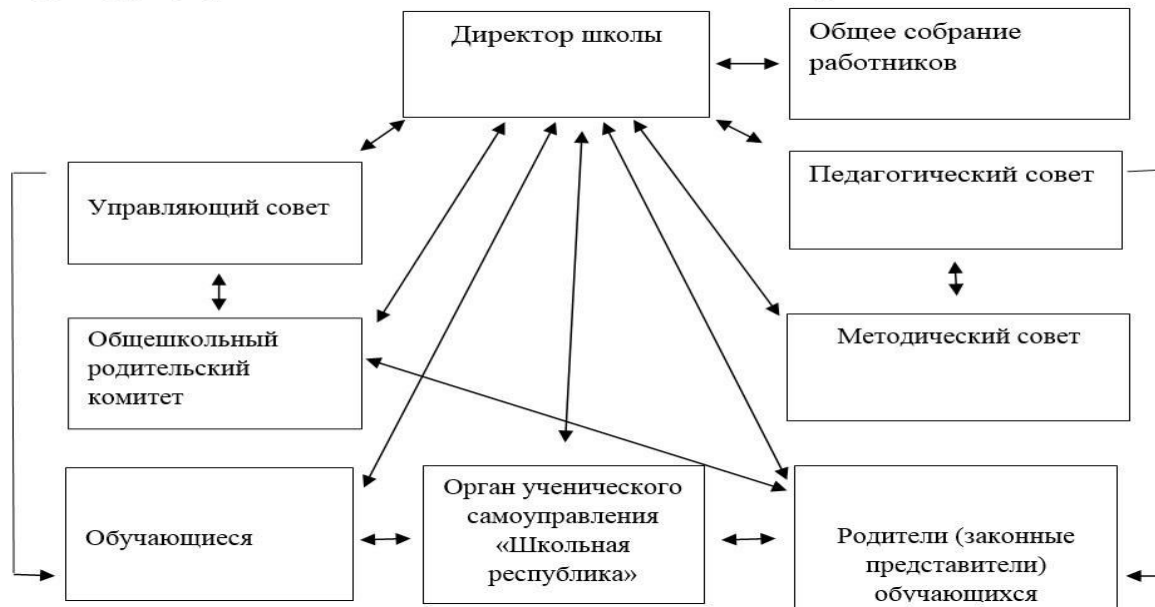 Директор школы
Общее собрание
работников
Управляющий совет
Педагогический совет
Общешкольный
родительский
комитет
Методический совет
Обучающиеся
Орган ученического
самоуправления
«Школьная
республика»
Родители (законные
представители)
обучающихся